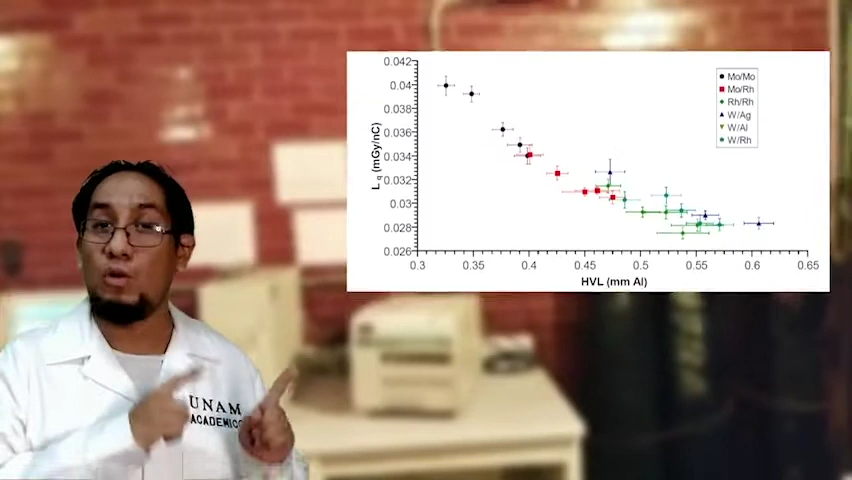 0.042
0.04
0.038
0.036
0.034
0.032
0.03
0.028
0.026
Lq (mGy/nC)
0.3 0.35 0.4 0.45 0.5 0.55 0.6 0.65
HVL (mm Al)
Mo/Mo
Mo/Rh
Rh/Rh
W/Ag
W/Al
W/Rh
UNAM
ACADEMICO